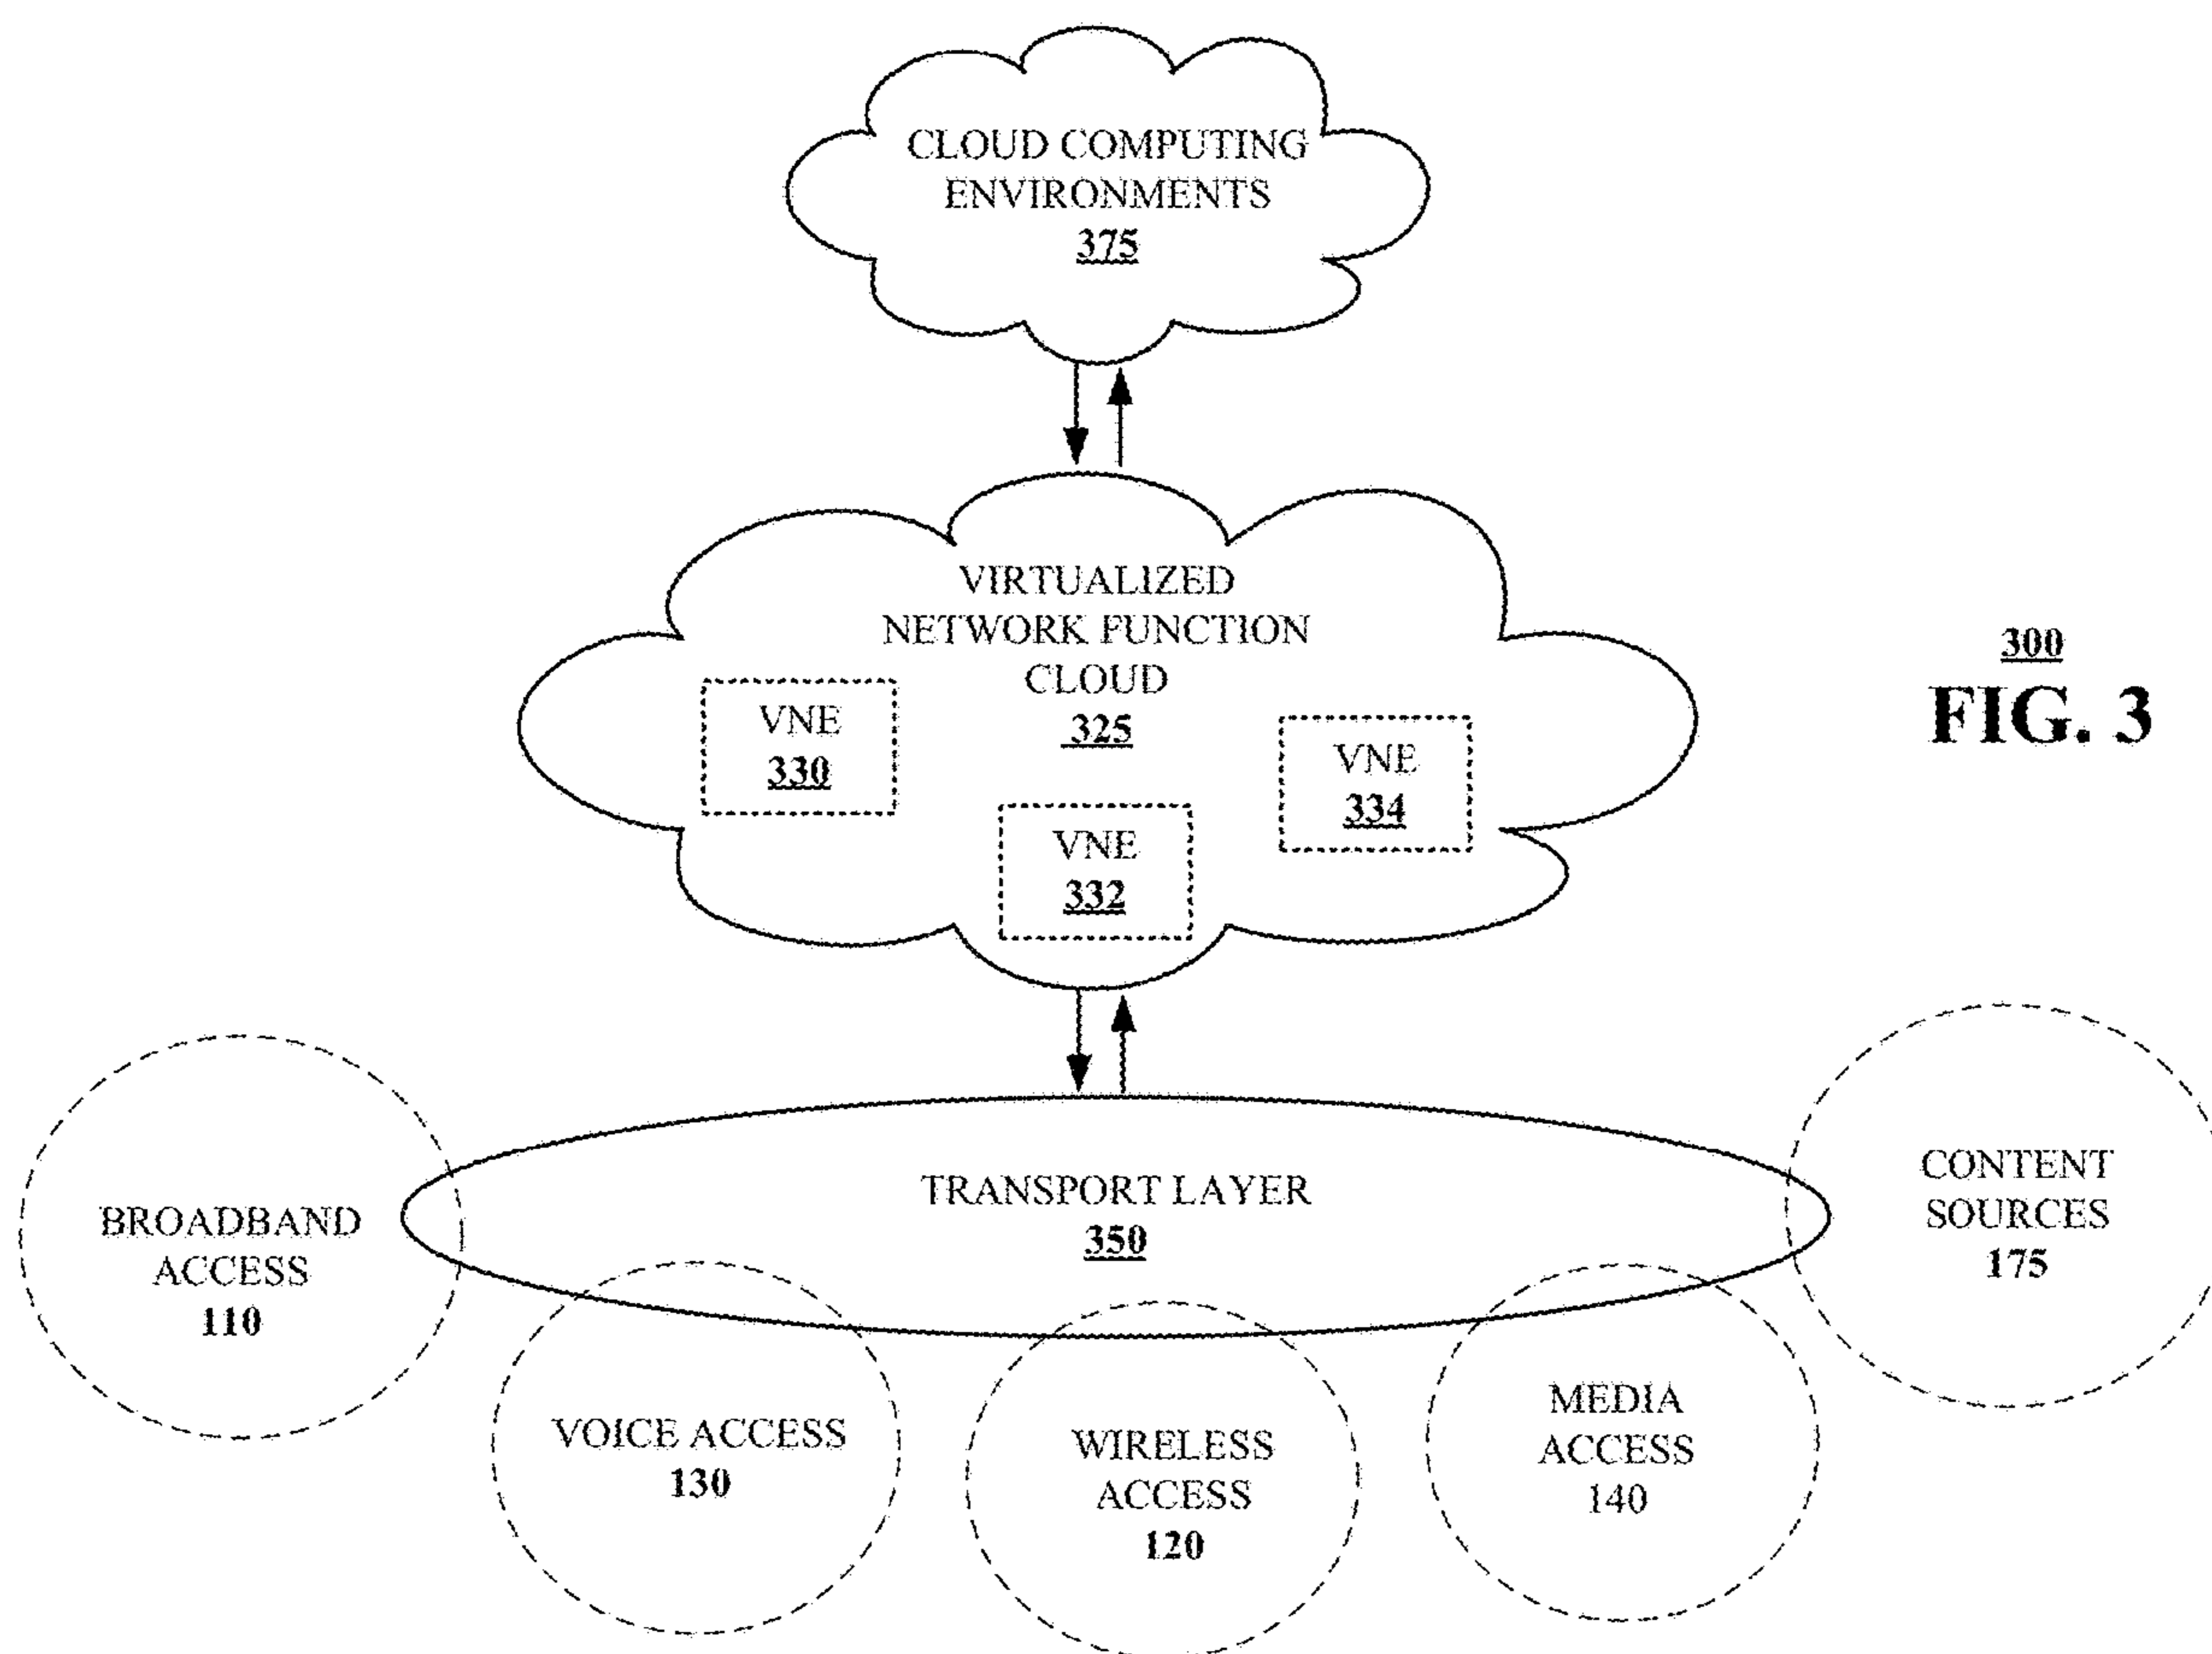 CLOUD COMPUTING
ENVIRONMENTS
375
VIRTUALIZED
NETWORK FUNCTION
CLOUD
325
VNE
330
VNE
332
VNE
334
300
FIG. 3
TRANSPORT LAYER
350
BROADBAND
ACCESS
110
VOICE ACCESS
130
WIRELESS
ACCESS
120
MEDIA
ACCESS
140
CONTENT
SOURCES
175